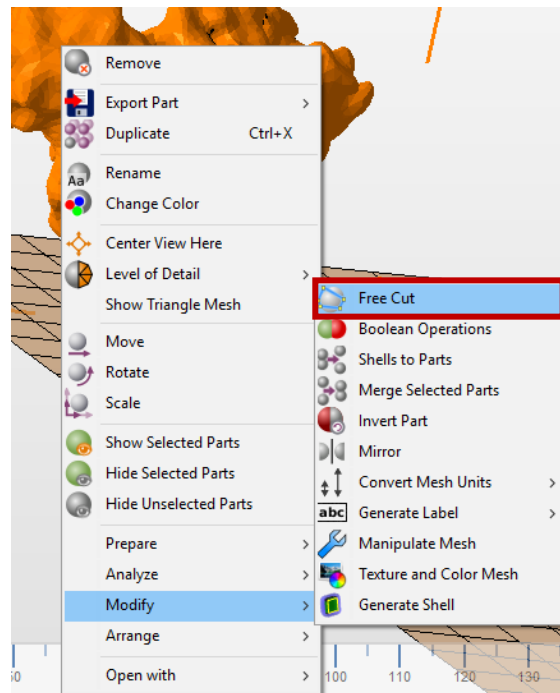 Remove
Export Part
Duplicate Ctrl+X
Aa Rename
Change Color
Center View Here
Level of Detail
Show Triangle Mesh
Move
Rotate
Scale
Show Selected Parts
Hide Selected Parts
Hide Unselected Parts
Prepare
Analyze
Modify
Arrange
Open with
Free Cut
Boolean Operations
Shells to Parts
Merge Selected Parts
Invert Part
Mirror
Convert Mesh Units
abc Generate Label
Manipulate Mesh
Texture and Color Mesh
Generate Shell
100 110 120 130